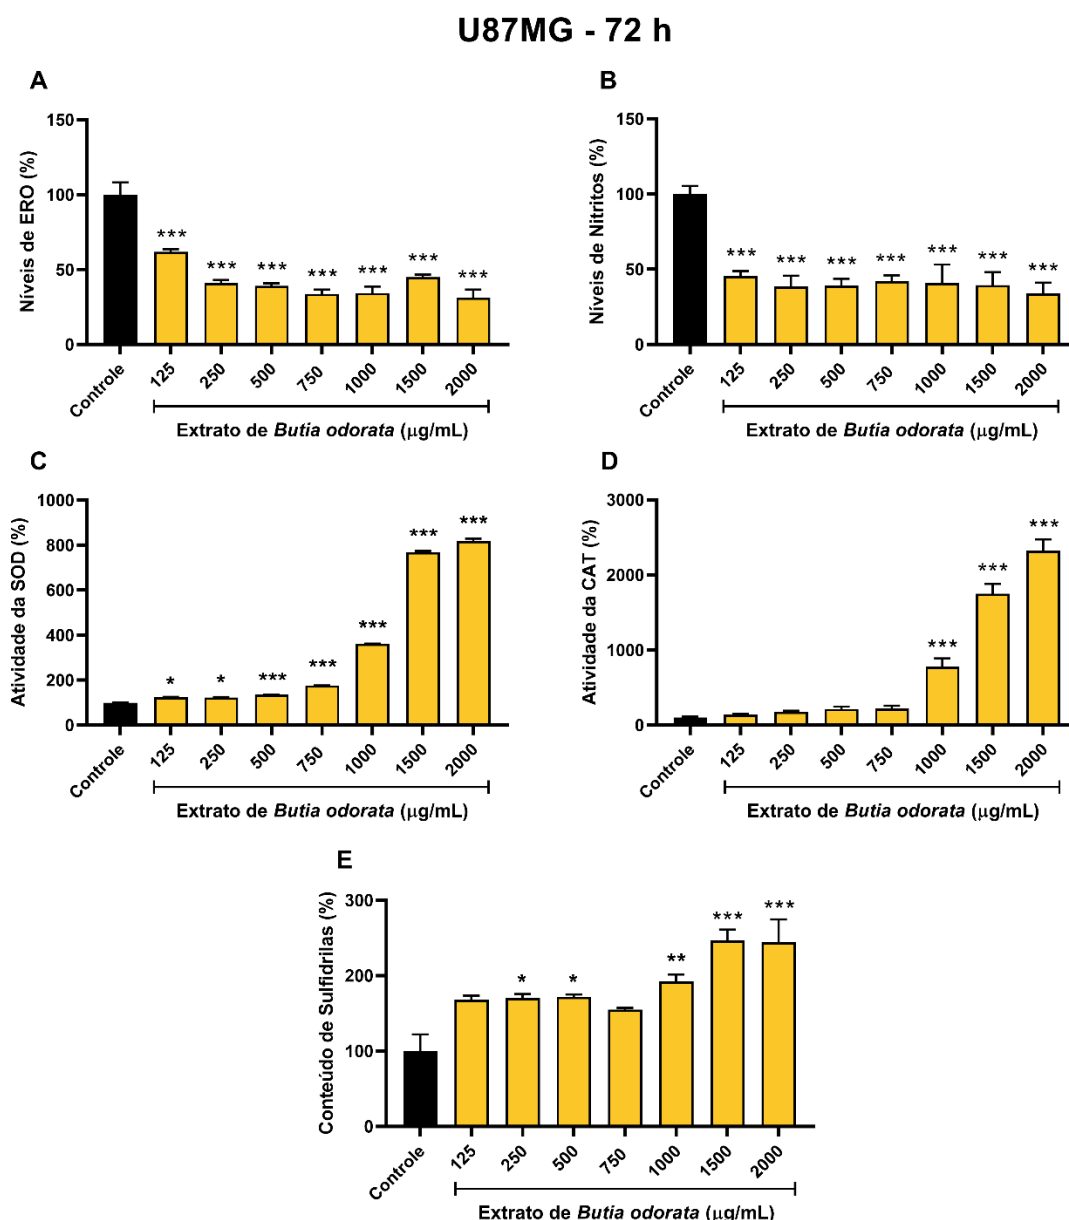 U87MG - 72 h
A
Níveis de ERO (%)
150
100
50
0
*** *** *** *** *** *** ***
Controle 125 250 500 750 1000 1500 2000
Extrato de Butia odorata (μg/mL)
B
Níveis de Nitritos (%)
150
100
50
0
*** *** *** *** *** *** ***
Controle 125 250 500 750 1000 1500 2000
Extrato de Butia odorata (μg/mL)
C
Atividade da SOD (%)
1000
800
600
400
200
0
* * *** *** *** *** ***
Controle 125 250 500 750 1000 1500 2000
Extrato de Butia odorata (μg/mL)
D
Atividade da CAT (%)
3000
2000
1000
0
*** *** ***
Controle 125 250 500 750 1000 1500 2000
Extrato de Butia odorata (μg/mL)
E
Conteúdo de Sulfidrilas (%)
300
200
100
0
* * ** *** ***
Controle 125 250 500 750 1000 1500 2000
Extrato de Butia odorata (μg/mL)